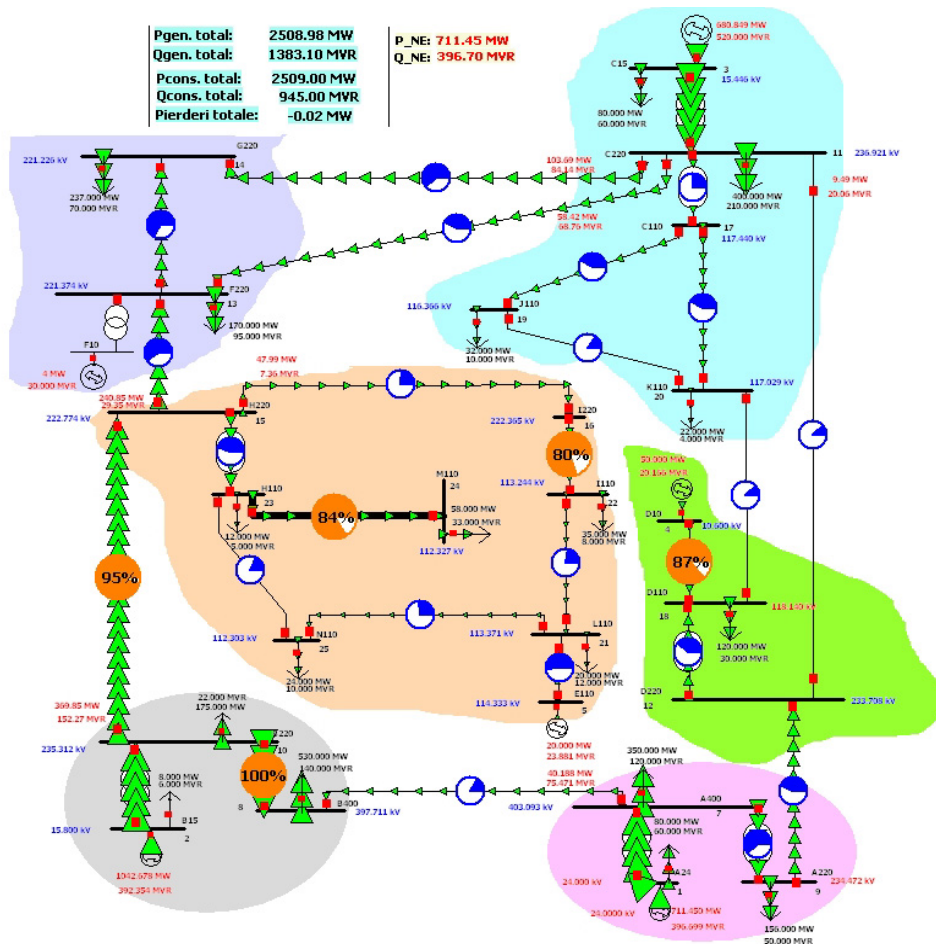 Pgen. total: 2508.98 MW
Qgen. total: 1383.10 MVR
Pcons. total: 2509.00 MW
Qcons. total: 945.00 MVR
Pierderi totale: -0.02 MW
P_NE: 711.45 MW
Q_NE: 396.70 MVR
680.849 MW
520.000 MVR
C15
3
15.446 kV
80.000 MW
60.000 MVR
G220
221.226 kV
14
237.000 MW
70.000 MVR
103.69 MW
84.14 MVR
C220
11
236.921 kV
400.000 MW
210.000 MVR
9.49 MW
20.06 MVR
58.42 MW
68.76 MVR
C110
17
117.440 kV
221.374 kV
F220
13
170.000 MW
95.000 MVR
F10
4 MW
30.000 MVR
116.366 kV
J110
19
32.000 MW
10.000 MVR
K110
20
117.029 kV
22.000 MW
4.000 MVR
240.85 MW
29.35 MVR
222.774 kV
H220
15
47.99 MW
7.36 MVR
I220
16
222.365 kV
80%
H110
23
12.000 MW
5.000 MVR
84%
M110
24
58.000 MW
33.000 MVR
112.327 kV
113.244 kV
I110
22
35.000 MW
8.000 MVR
50.000 MW
20.166 MVR
D10
4
10.600 kV
87%
D110
18
118.140 kV
120.000 MW
30.000 MVR
95%
112.303 kV
N110
25
24.000 MW
10.000 MVR
113.371 kV
L110
21
20.000 MW
12.000 MVR
E110
5
114.333 kV
20.000 MW
23.881 MVR
D220
12
233.708 kV
369.85 MW
152.27 MVR
235.312 kV
22.000 MVR
175.000 MW
220
10
100%
530.000 MW
140.000 MVR
8
B400
397.711 kV
8.000 MW
6.000 MVR
15.800 kV
B15
2
1042.678 MW
392.354 MVR
40.188 MW
75.471 MVR
350.000 MW
120.000 MVR
403.093 kV
A400
7
80.000 MW
60.000 MVR
24.000 kV
A24
1
24.0000 kV
711.450 MW
396.699 MVR
A220
9
234.472 kV
156.000 MW
50.000 MVR